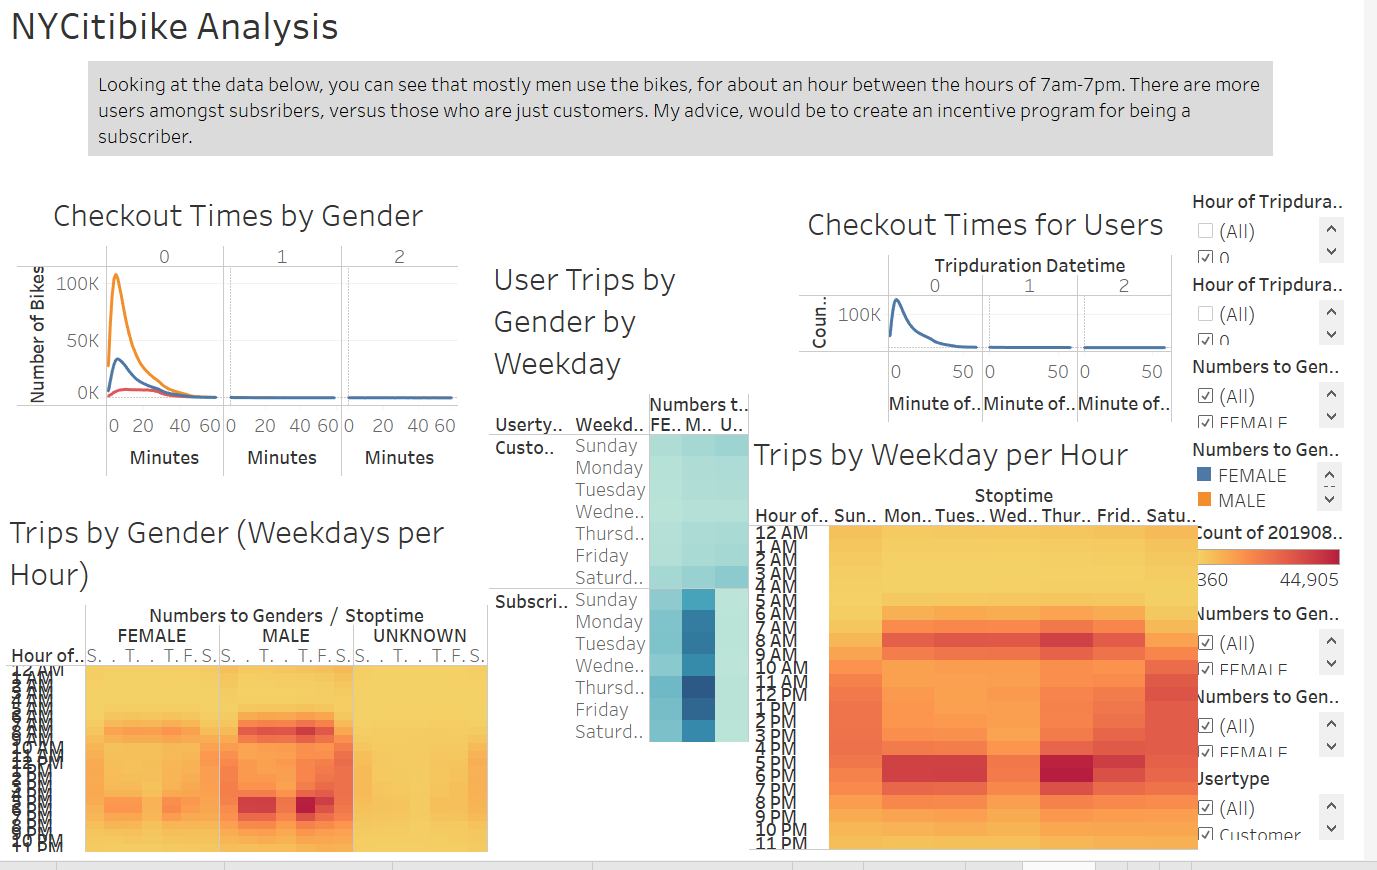 NYCitibike Analysis
Looking at the data below, you can see that mostly men use the bikes, for about an hour between the hours of 7am-7pm. There are more
users amongst subsribers, versus those who are just customers. My advice, would be to create an incentive program for being a
subscriber.
Checkout Times by Gender
0 1 2
Number of Bikes
100K
50K
0K
0 20 40 60 0 20 40 60 0 20 40 60
Minutes Minutes Minutes
User Trips by
Gender by
Weekday
Numbers t..
Userty.. Weekd.. FE.. M.. U..
Custo.. Sunday
Monday
Tuesday
Wedne..
Thursd..
Friday
Saturd..
Subscri.. Sunday
Monday
Tuesday
Wedne..
Thursd..
Friday
Saturd..
Checkout Times for Users
Tripduration Datetime
0 1 2
Coun..
100K
0 50 0 50 0 50
Minute of.. Minute of.. Minute of..
Trips by Gender (Weekdays per
Hour)
Numbers to Genders / Stoptime
FEMALE MALE UNKNOWN
Hour of.. S. . T. . T. F. S. S. . T. . T. F. S. S. . T. . T. F. S.
12 AM
10 AM
12 PM
10 PM
11 PM
Trips by Weekday per Hour
Stoptime
Hour of.. Sun.. Mon.. Tues.. Wed.. Thur.. Frid.. Satu..
12 AM
1 AM
2 AM
3 AM
4 AM
5 AM
6 AM
7 AM
8 AM
9 AM
10 AM
11 AM
12 PM
1 PM
2 PM
3 PM
4 PM
5 PM
6 PM
7 PM
8 PM
9 PM
10 PM
11 PM
Hour of Tripdura..
(All)
0
Hour of Tripdura..
(All)
0
Numbers to Gen..
(All)
FEMALE
Numbers to Gen..
FEMALE
MALE
Count of 201908..
360 44,905
Numbers to Gen..
(All)
FEMALE
Numbers to Gen..
(All)
FEMALE
Usertype
(All)
Customer